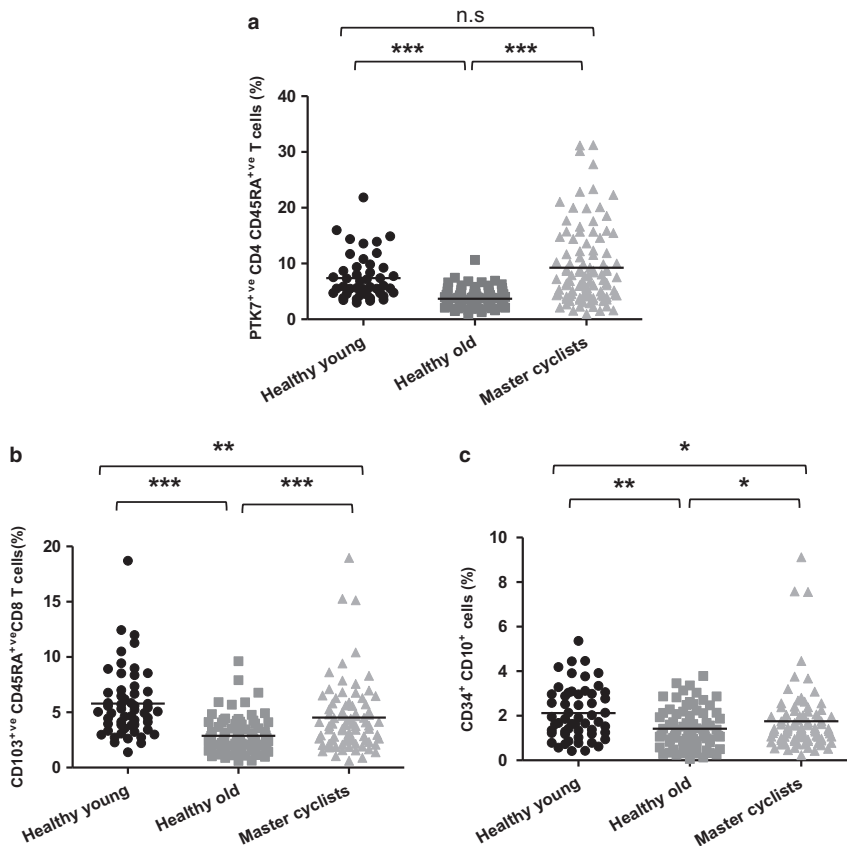 a
n.s
*** ***
PTK7+ve CD4 CD45RA+ve T cells (%)
40
30
20
10
0
Healthy young
Healthy old
Master cyclists
b
**
*** ***
CD103+ve CD45RA+veCD8 T cells(%)
20
15
10
5
0
Healthy young
Healthy old
Master cyclists
c
*
** *
CD34+ CD10+ cells (%)
10
8
6
4
2
0
Healthy young
Healthy old
Master cyclists